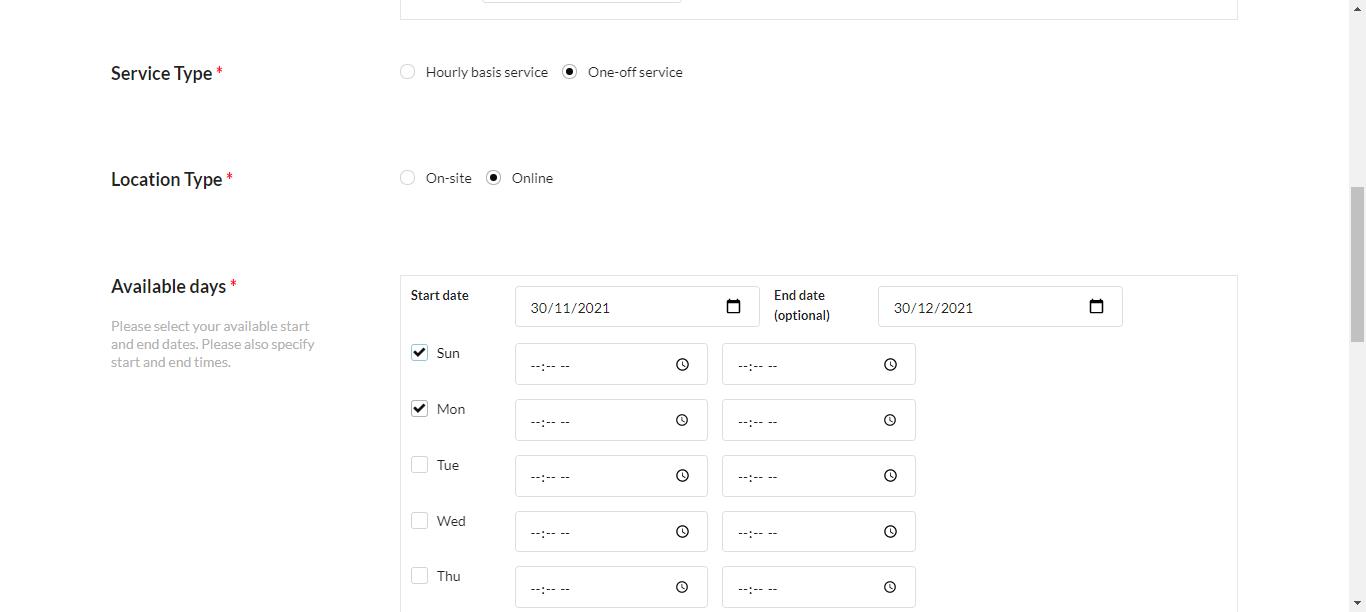 Service Type *
Hourly basis service One-off service
Location Type *
On-site Online
Available days *
Please select your available start
and end dates. Please also specify
start and end times.
Start date 30/11/2021 End date
(optional) 30/12/2021
Sun --:-- -- --:-- --
Mon --:-- -- --:-- --
Tue --:-- -- --:-- --
Wed --:-- -- --:-- --
Thu --:-- -- --:-- --